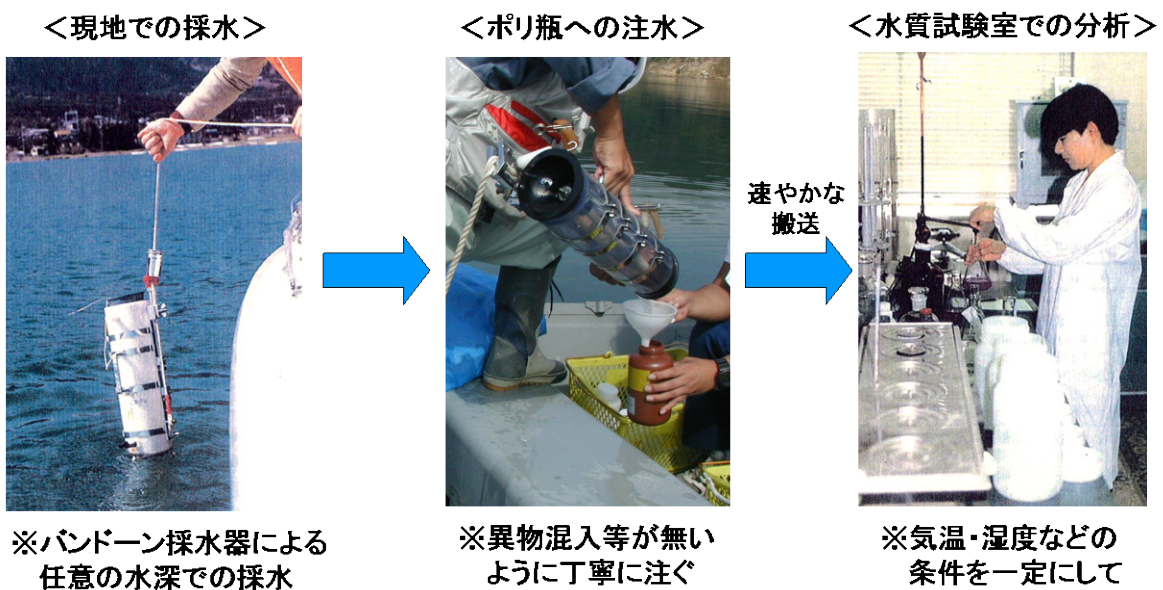 ＜現地での採水＞
＜ポリ瓶への注水＞
＜水質試験室での分析＞
速やかな
搬送
※バンドーン採水器による
任意の水深での採水
※異物混入等が無い
ように丁寧に注ぐ
※気温・湿度などの
条件を一定にして